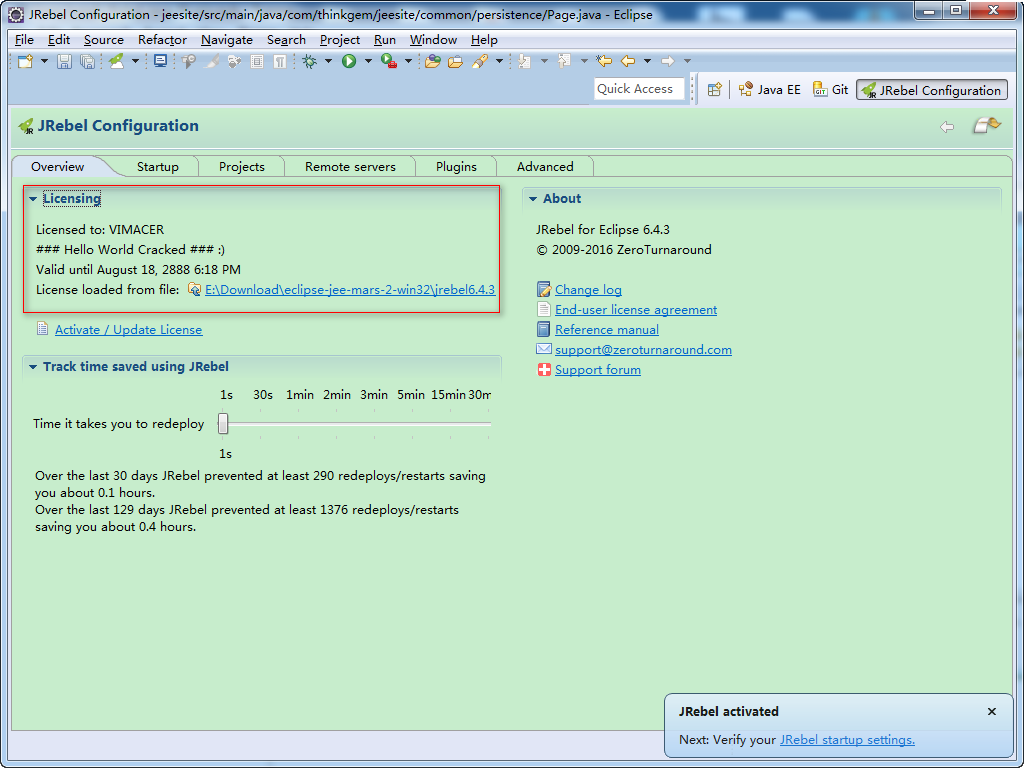 JRebel Configuration - jeesite/src/main/java/com/thinkgem/jeesite/common/persistence/Page.java - Eclipse
File Edit Source Refactor Navigate Search Project Run Window Help
Quick Access Java EE GIT Git JRebel Configuration
JRebel Configuration
Overview Startup Projects Remote servers Plugins Advanced
Licensing
Licensed to: VIMACER
### Hello World Cracked ### :)
Valid until August 18, 2888 6:18 PM
License loaded from file: E:\Download\eclipse-jee-mars-2-win32\jrebel6.4.3
Activate / Update License
Track time saved using JRebel
1s 30s 1min 2min 3min 5min 15min 30m
Time it takes you to redeploy
1s
Over the last 30 days JRebel prevented at least 290 redeploys/restarts saving
you about 0.1 hours.
Over the last 129 days JRebel prevented at least 1376 redeploys/restarts
saving you about 0.4 hours.
About
JRebel for Eclipse 6.4.3
© 2009-2016 ZeroTurnaround
Change log
End-user license agreement
Reference manual
support@zeroturnaround.com
Support forum
JRebel activated
Next: Verify your JRebel startup settings.